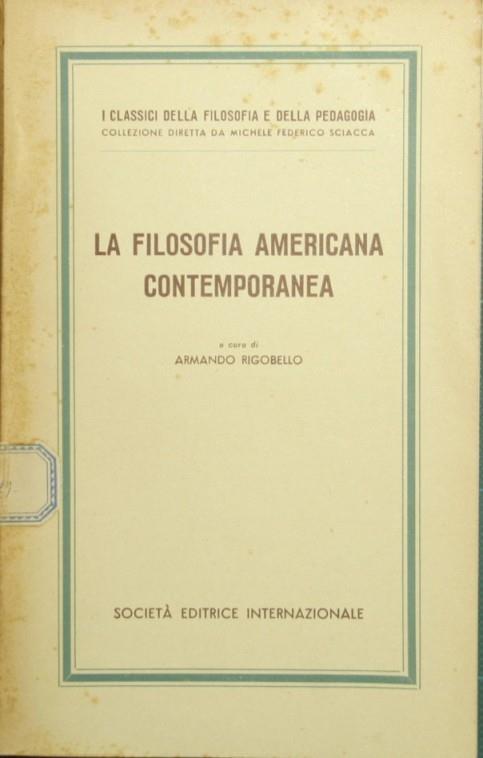 I CLASSICI DELLA FILOSOFIA E DELLA PEDAGOGIA
COLLEZIONE DIRETTA DA MICHELE FEDERICO SCIACCA
LA FILOSOFIA AMERICANA
CONTEMPORANEA
a cura di
ARMANDO RIGOBELLO
SOCIETÀ EDITRICE INTERNAZIONALE